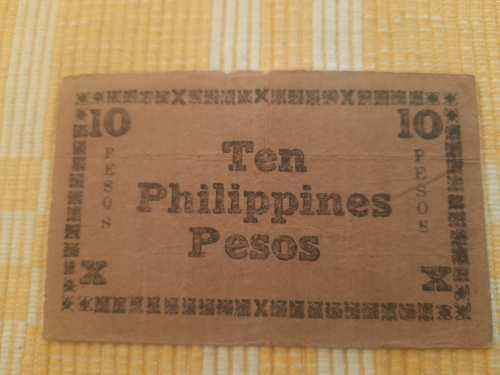 10 10
PESOS PESOS
Ten
Philippines
Pesos
X X